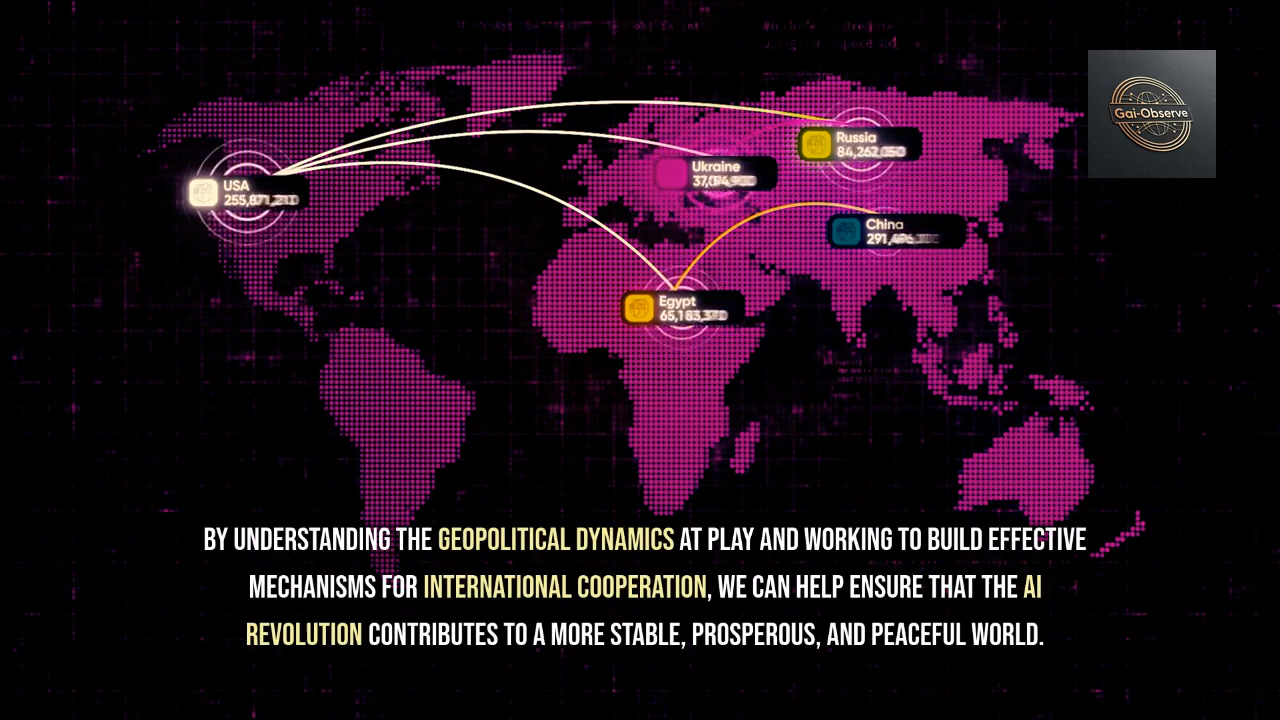 Gai-Observe
Russia
Ukraine
USA
China
Egypt
BY UNDERSTANDING THE GEOPOLITICAL DYNAMICS AT PLAY AND WORKING TO BUILD EFFECTIVE
MECHANISMS FOR INTERNATIONAL COOPERATION, WE CAN HELP ENSURE THAT THE AI
REVOLUTION CONTRIBUTES TO A MORE STABLE, PROSPEROUS, AND PEACEFUL WORLD.